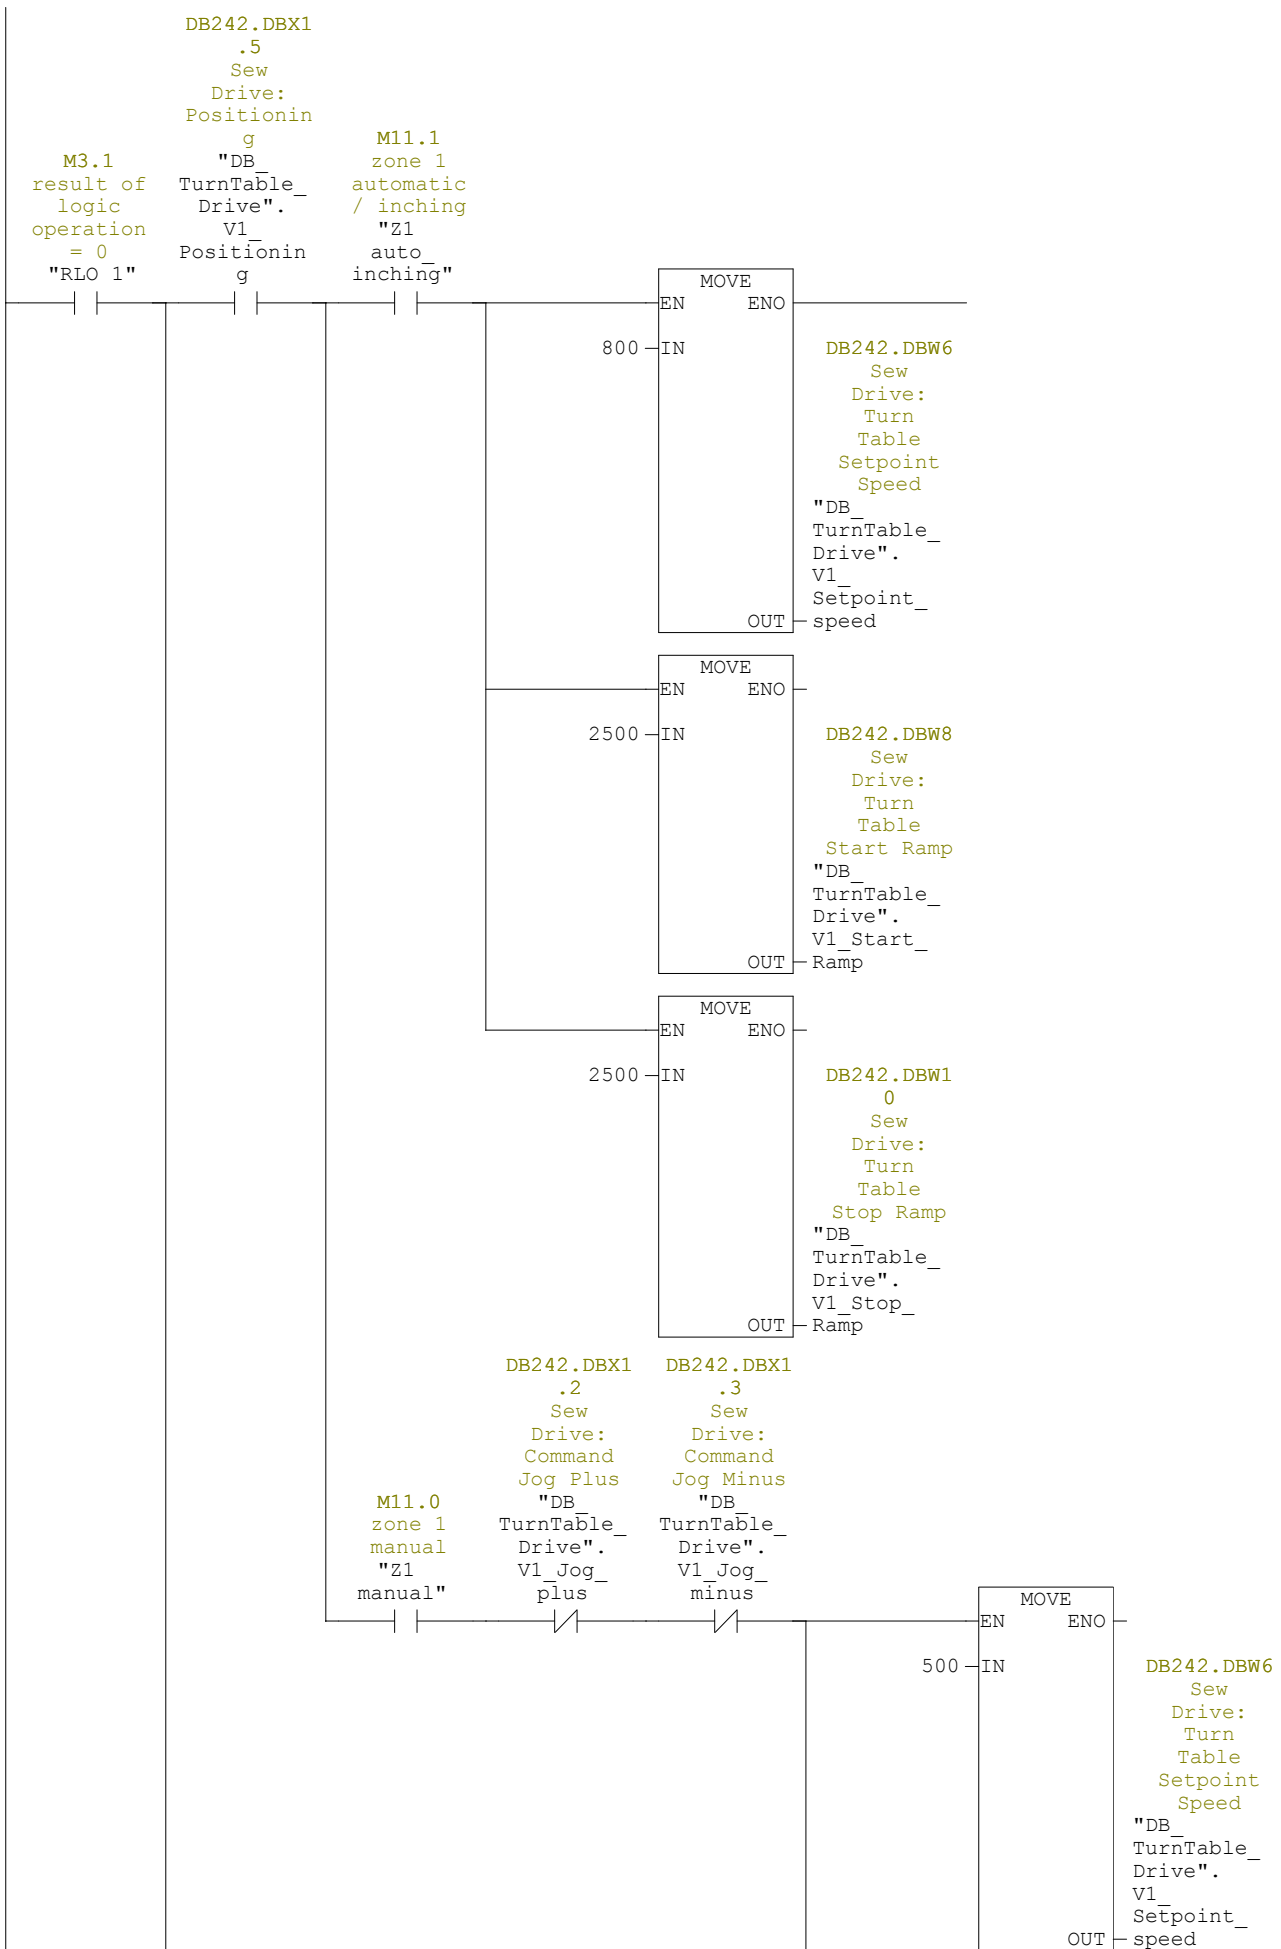 DB242.DBX1
.5
Sew
Drive:
Positionin
g
"DB_
TurnTable_
Drive".
V1_
Positionin
g
M3.1
result of
logic
operation
= 0
"RLO 1"
M11.1
zone 1
automatic
/ inching
"Z1
auto_
inching"
MOVE
EN ENO
800 IN
DB242.DBW6
Sew
Drive:
Turn
Table
Setpoint
Speed
"DB_
TurnTable_
Drive".
V1_
Setpoint_
OUT speed
MOVE
EN ENO
2500 IN
DB242.DBW8
Sew
Drive:
Turn
Table
Start Ramp
"DB_
TurnTable_
Drive".
V1_Start_
OUT Ramp
MOVE
EN ENO
2500 IN
DB242.DBW1
0
Sew
Drive:
Turn
Table
Stop Ramp
"DB_
TurnTable_
Drive".
V1_Stop_
OUT Ramp
M11.0
zone 1
manual
"Z1
manual"
DB242.DBX1
.2
Sew
Drive:
Command
Jog Plus
"DB_
TurnTable_
Drive".
V1_Jog_
plus
DB242.DBX1
.3
Sew
Drive:
Command
Jog Minus
"DB_
TurnTable_
Drive".
V1_Jog_
minus
MOVE
EN ENO
500 IN
DB242.DBW6
Sew
Drive:
Turn
Table
Setpoint
Speed
"DB_
TurnTable_
Drive".
V1_
Setpoint_
OUT speed